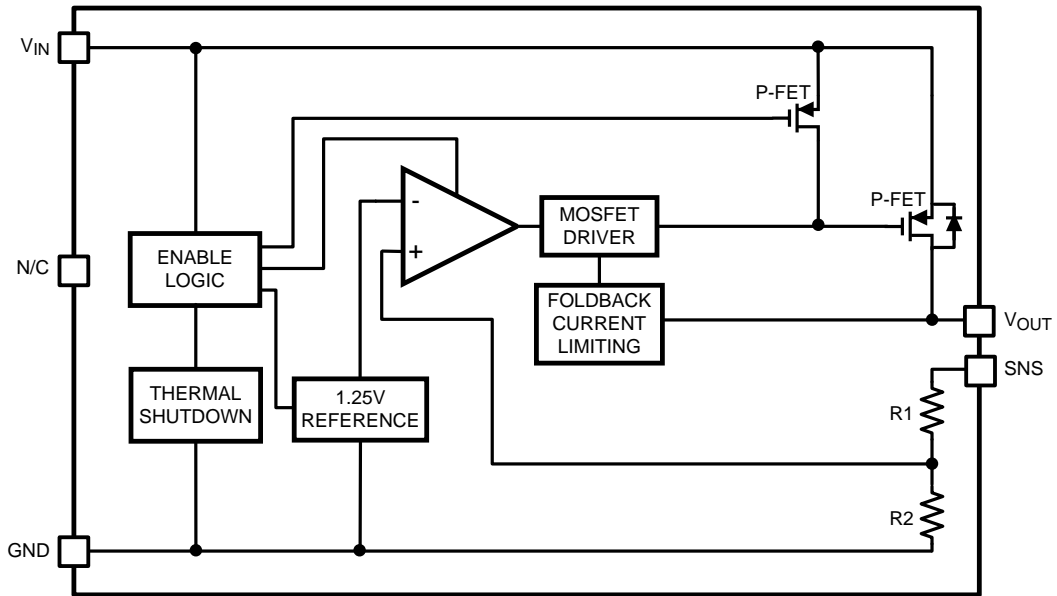 VIN
P-FET
P-FET
-
+
MOSFET
DRIVER
N/C
ENABLE
LOGIC
FOLDBACK
CURRENT
LIMITING
VOUT
SNS
THERMAL
SHUTDOWN
1.25V
REFERENCE
R1
R2
GND